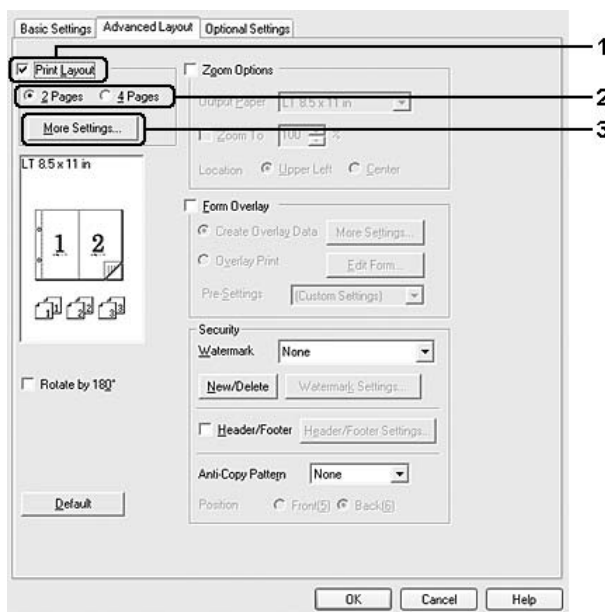 Basic Settings Advanced Layout Optional Settings
1
Print Layout
2 Pages 4 Pages
2
More Settings...
3
LT 8.5 x 11 in
1 2
1 2 3
Rotate by 180°
Default
Zoom Options
Output Paper LT 8.5 x 11 in
Zoom To 100 %
Location Upper Left Center
Form Overlay
Create Overlay Data More Settings...
Overlay Print Edit Form...
Pre-Settings (Custom Settings)
Security
Watermark None
New/Delete Watermark Settings...
Header/Footer Header/Footer Settings...
Anti-Copy Pattern None
Position Front(5) Back(6)
OK Cancel Help